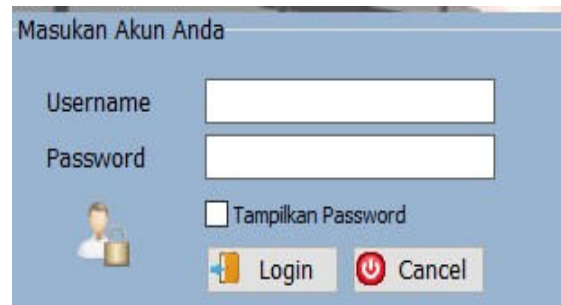 Masukan Akun Anda
Username
Password
Tampilkan Password
Login Cancel